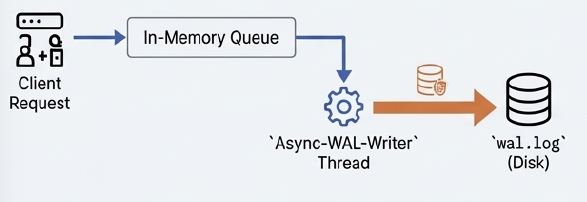 Client
Request
In-Memory Queue
`Async-WAL-Writer`
Thread
`wal.log`
(Disk)